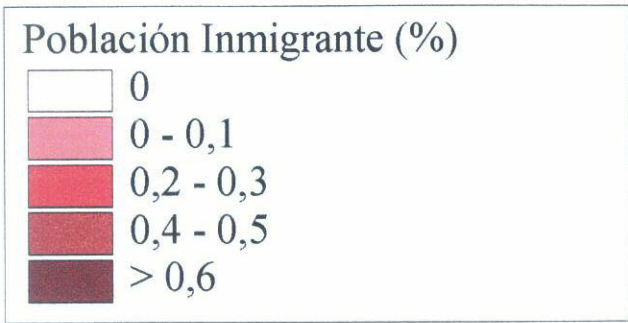 Población Inmigrante (%)
0
0 - 0,1
0,2 - 0,3
0,4 - 0,5
> 0,6